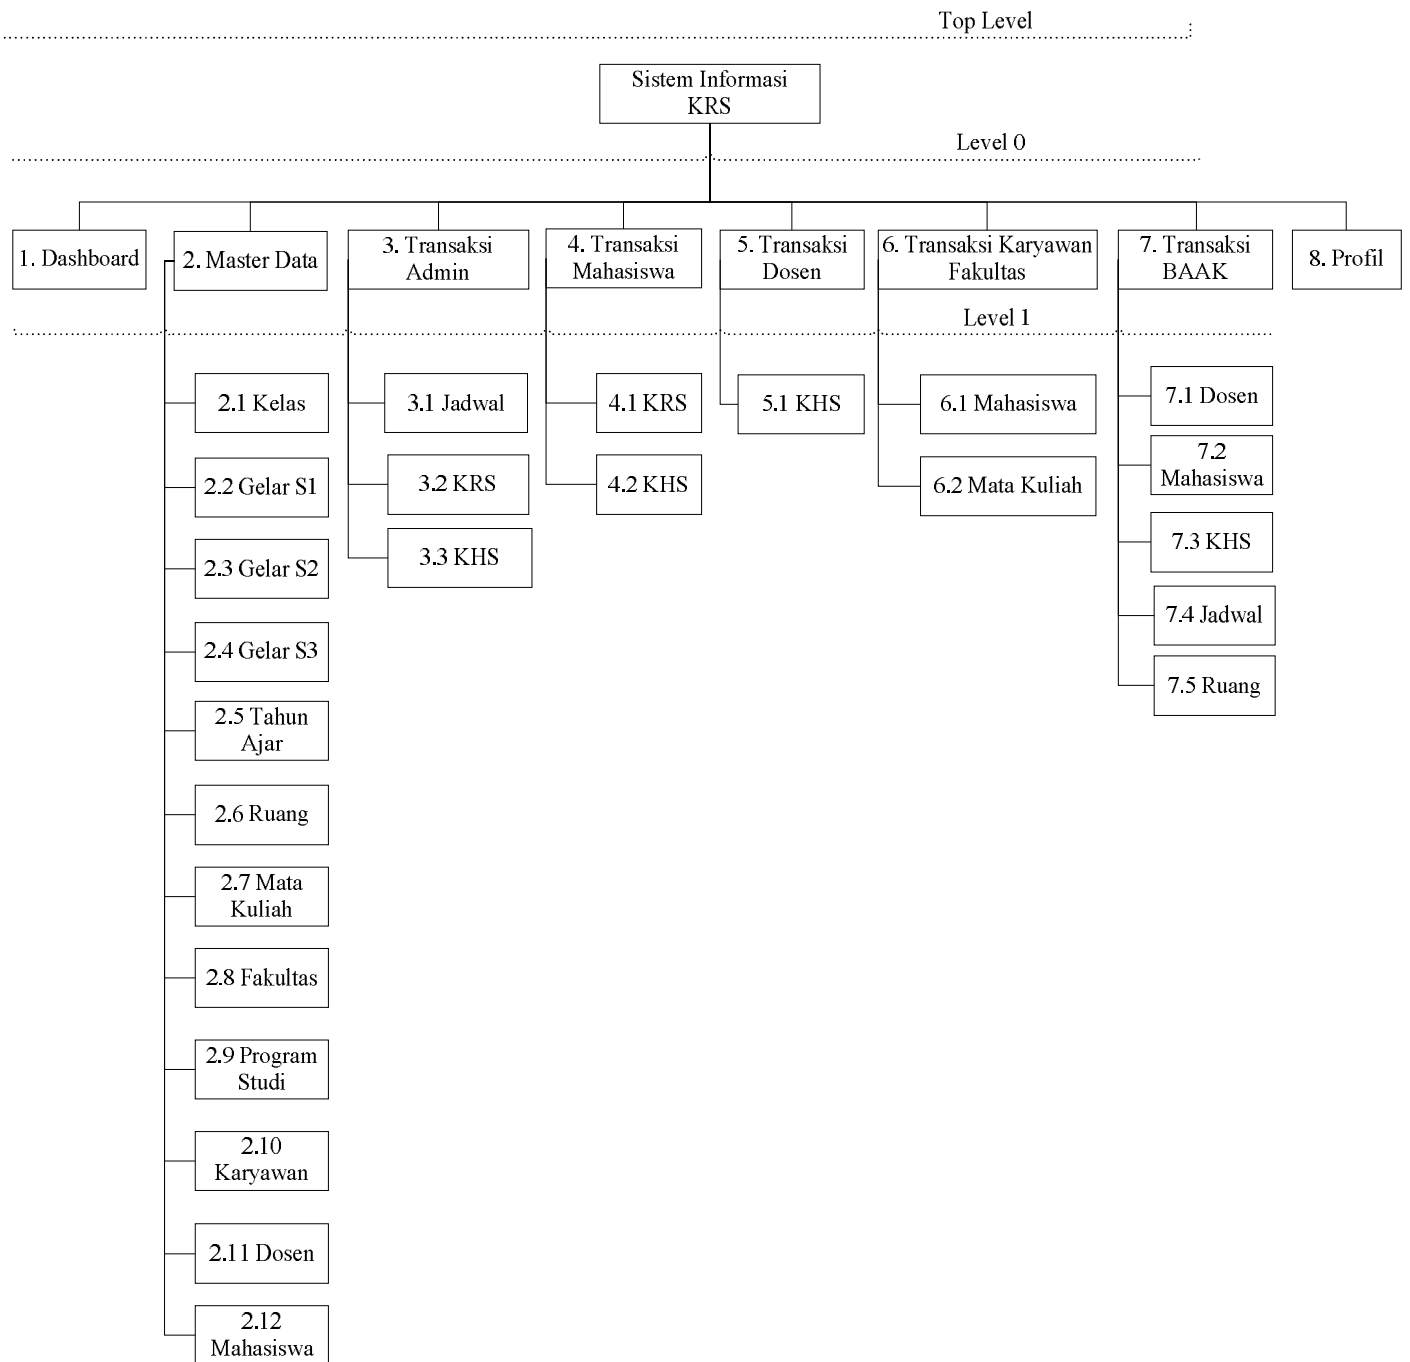 Top Level
Sistem Informasi
KRS
Level 0
1. Dashboard
2. Master Data
3. Transaksi
Admin
4. Transaksi
Mahasiswa
5. Transaksi
Dosen
6. Transaksi Karyawan
Fakultas
7. Transaksi
BAAK
8. Profil
Level 1
2.1 Kelas
2.2 Gelar S1
2.3 Gelar S2
2.4 Gelar S3
2.5 Tahun
Ajar
2.6 Ruang
2.7 Mata
Kuliah
2.8 Fakultas
2.9 Program
Studi
2.10
Karyawan
2.11 Dosen
2.12
Mahasiswa
3.1 Jadwal
3.2 KRS
3.3 KHS
4.1 KRS
4.2 KHS
5.1 KHS
6.1 Mahasiswa
6.2 Mata Kuliah
7.1 Dosen
7.2
Mahasiswa
7.3 KHS
7.4 Jadwal
7.5 Ruang